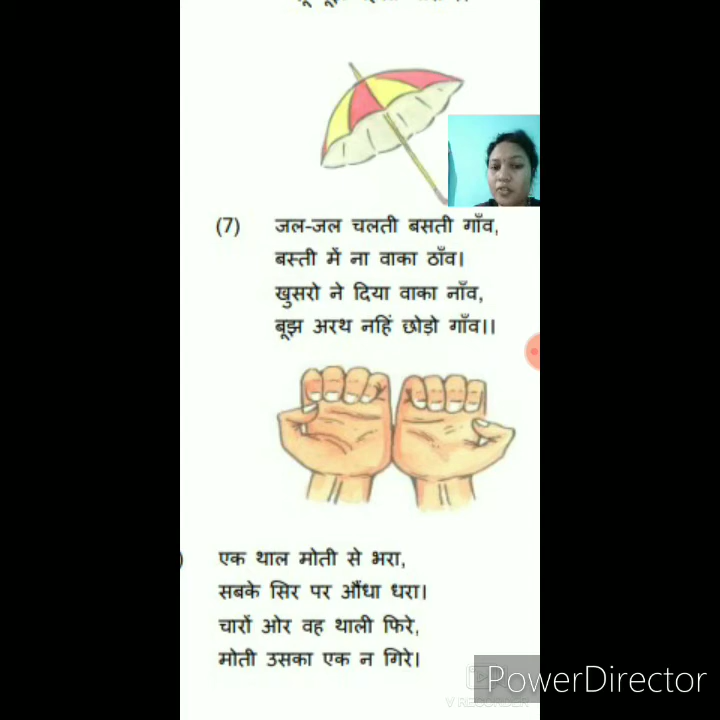 (7) जल-जल चलती बसती गाँव,
बस्ती में ना वाका ठाँव।
खुसरो ने दिया वाका नाँव,
बूझ अरथ नहिं छोड़ो गाँव।।
एक थाल मोती से भरा,
सबके सिर पर औंधा धरा।
चारों ओर वह थाली फिरे,
मोती उसका एक न गिरे।
PowerDirector